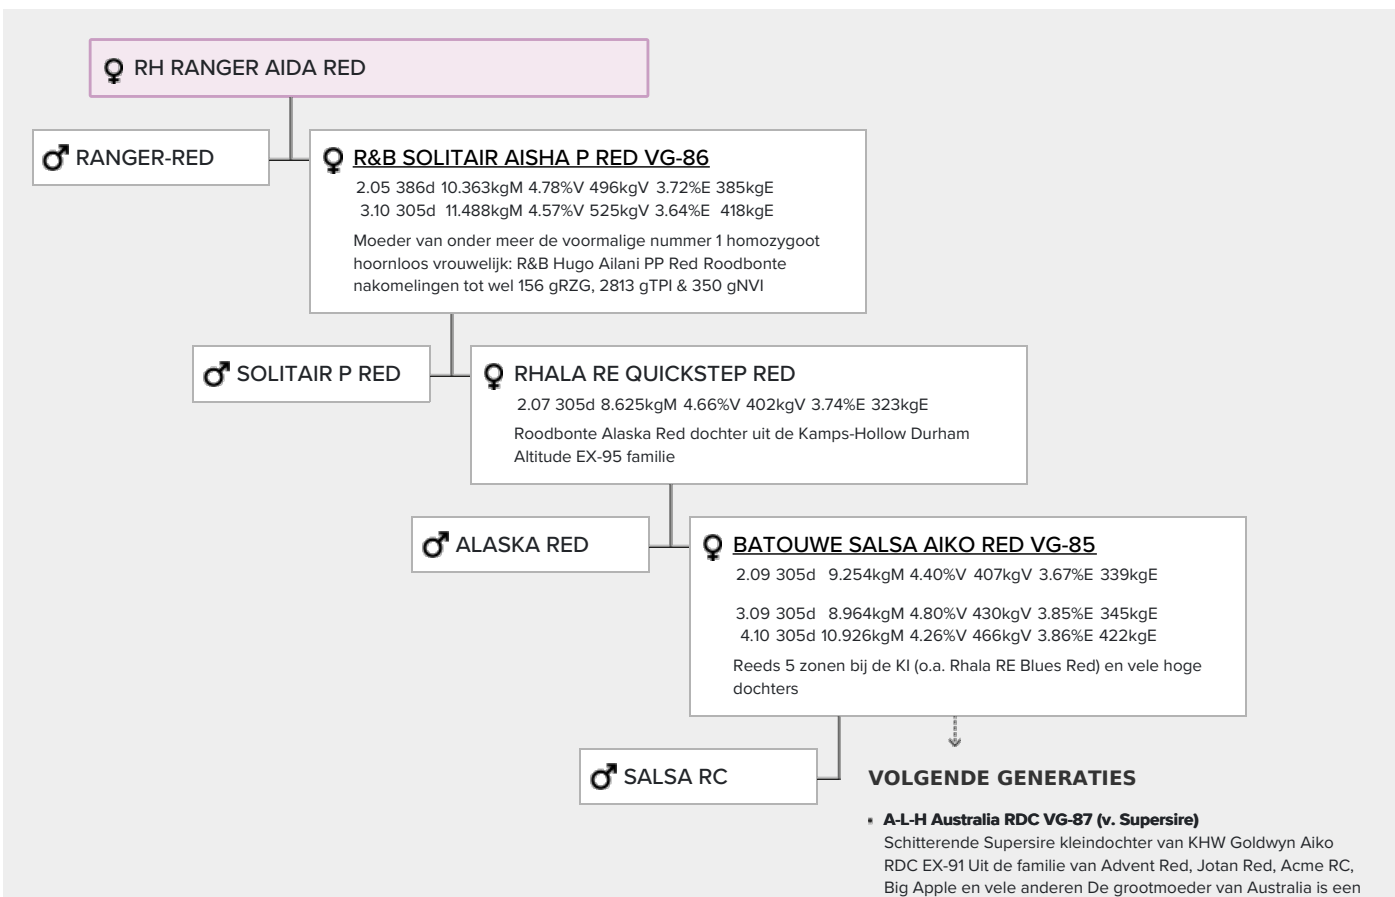 RH RANGER AIDA RED
RANGER-RED
R&B SOLITAIR AISHA P RED VG-86
2.05 386d 10.363kgM 4.78%V 496kgV 3.72%E 385kgE
3.10 305d 11.488kgM 4.57%V 525kgV 3.64%E 418kgE
Moeder van onder meer de voormalige nummer 1 homozygoot
hoornloos vrouwelijk: R&B Hugo Ailani PP Red Roodbonte
nakomelingen tot wel 156 gRZG, 2813 gTPI & 350 gNVI
SOLITAIR P RED
RHALA RE QUICKSTEP RED
2.07 305d 8.625kgM 4.66%V 402kgV 3.74%E 323kgE
Roodbonte Alaska Red dochter uit de Kamps-Hollow Durham
Altitude EX-95 familie
ALASKA RED
BATOUWE SALSA AIKO RED VG-85
2.09 305d 9.254kgM 4.40%V 407kgV 3.67%E 339kgE
3.09 305d 8.964kgM 4.80%V 430kgV 3.85%E 345kgE
4.10 305d 10.926kgM 4.26%V 466kgV 3.86%E 422kgE
Reeds 5 zonen bij de KI (o.a. Rhala RE Blues Red) en vele hoge
dochters
SALSA RC
VOLGENDE GENERATIES
A-L-H Australia RDC VG-87 (v. Supersire)
Schitterende Supersire kleindochter van KHW Goldwyn Aiko
RDC EX-91 Uit de familie van Advent Red, Jotan Red, Acme RC,
Big Apple en vele anderen De grootmoeder van Australia is een